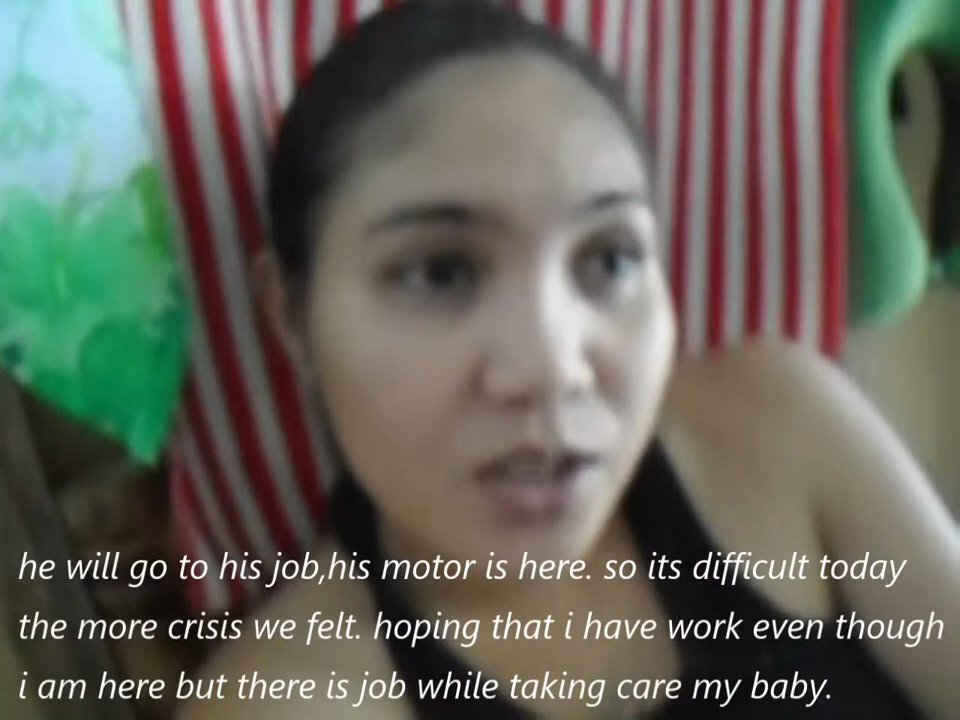 he will go to his job,his motor is here. so its difficult today
the more crisis we felt. hoping that i have work even though
i am here but there is job while taking care my baby.